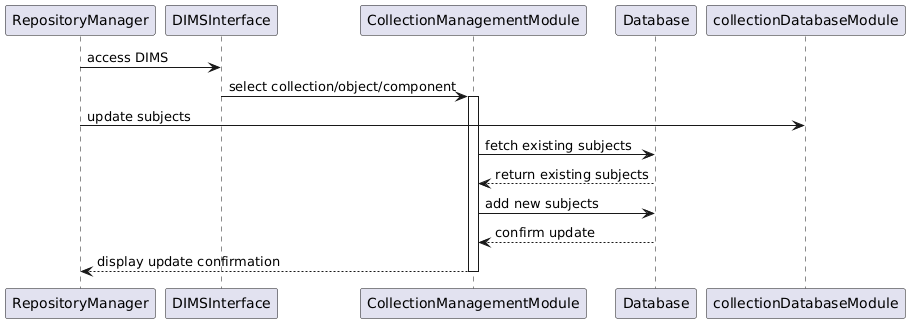 RepositoryManager
DIMSInterface
CollectionManagementModule
Database
collectionDatabaseModule
access DIMS
select collection/object/component
update subjects
fetch existing subjects
return existing subjects
add new subjects
confirm update
display update confirmation
RepositoryManager
DIMSInterface
CollectionManagementModule
Database
collectionDatabaseModule